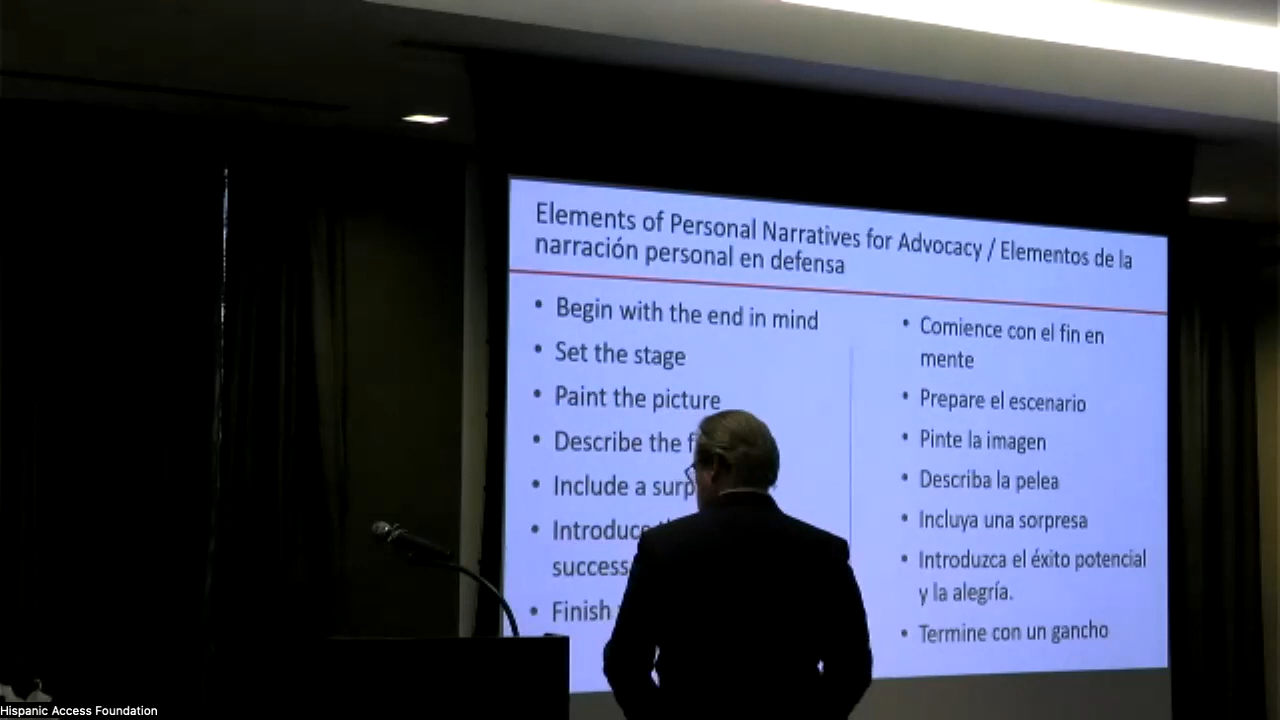 Elements of Personal Narratives for Advocacy / Elementos de la
narración personal en defensa
• Begin with the end in mind
• Set the stage
• Paint the picture
• Describe the
• Include a
• Introduce
success
• Finish
• Comience con el fin en
mente
• Prepare el escenario
• Pinte la imagen
• Describa la pelea
• Incluya una sorpresa
• Introduzca el éxito potencial
y la alegría.
• Termine con un gancho
Hispanic Access Foundation